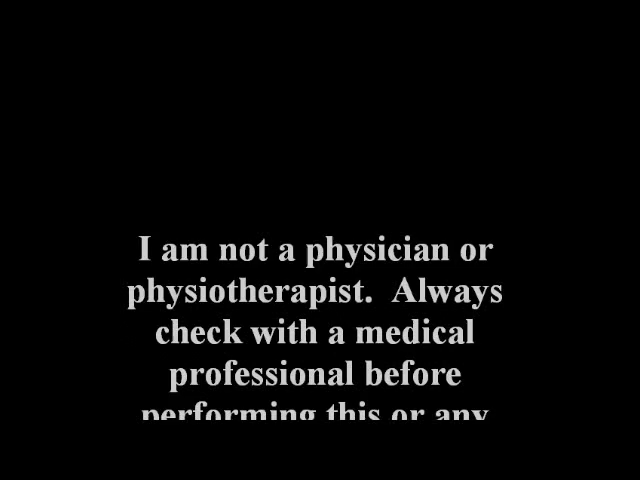 I am not a physician or
physiotherapist.  Always
check with a medical
professional before
performing this or any